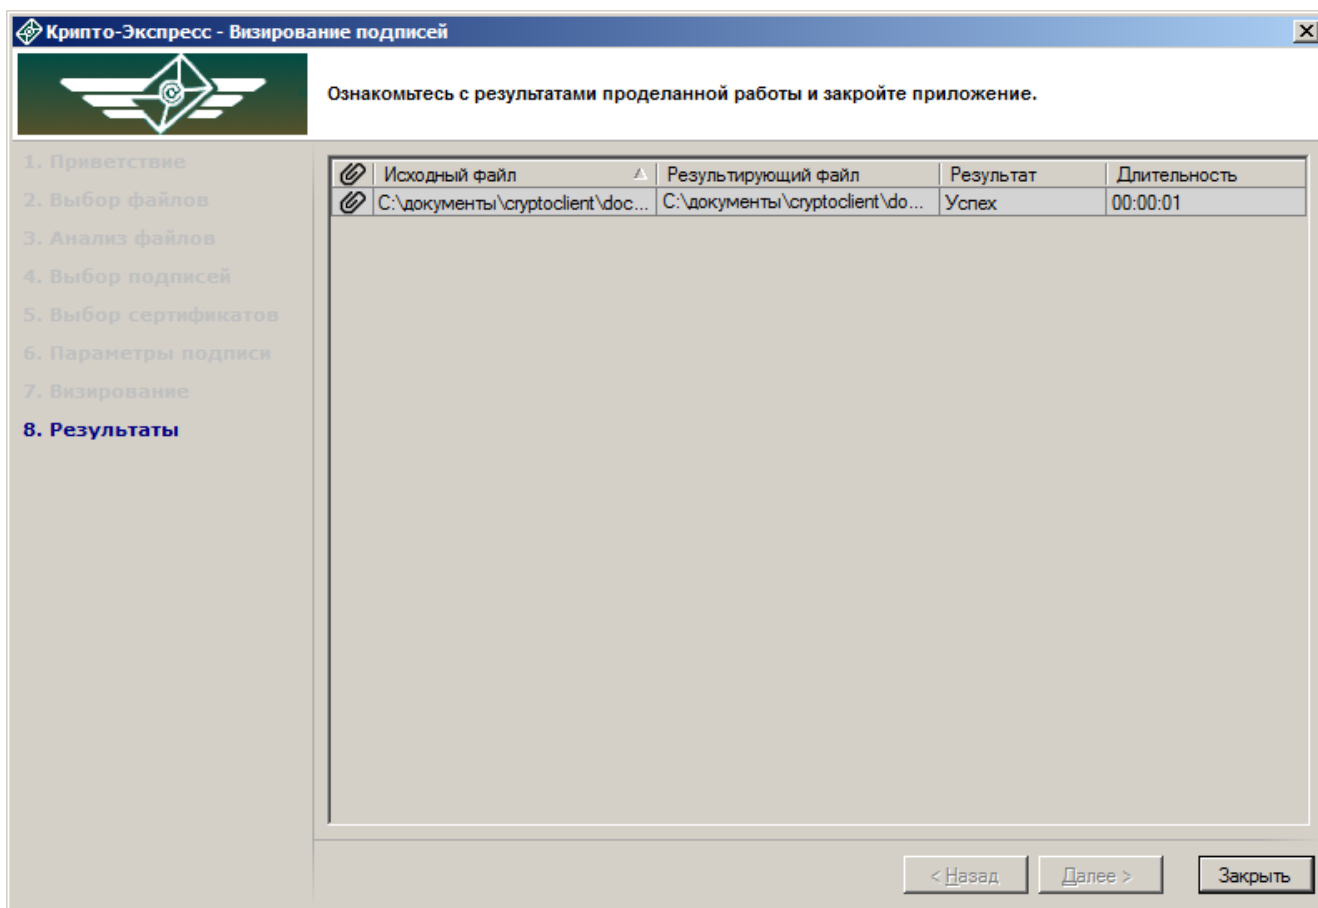 Крипто-Экспресс - Визирование подписей
Ознакомьтесь с результатами проделанной работы и закройте приложение.
1. Приветствие
2. Выбор файлов
3. Анализ файлов
4. Выбор подписей
5. Выбор сертификатов
6. Параметры подписи
7. Визирование
8. Результаты
Исходный файл Результирующий файл Результат Длительность
C:\документы\cryptoclient\doc... C:\документы\cryptoclient\do... Успех 00:00:01
< Назад Далее > Закрыть